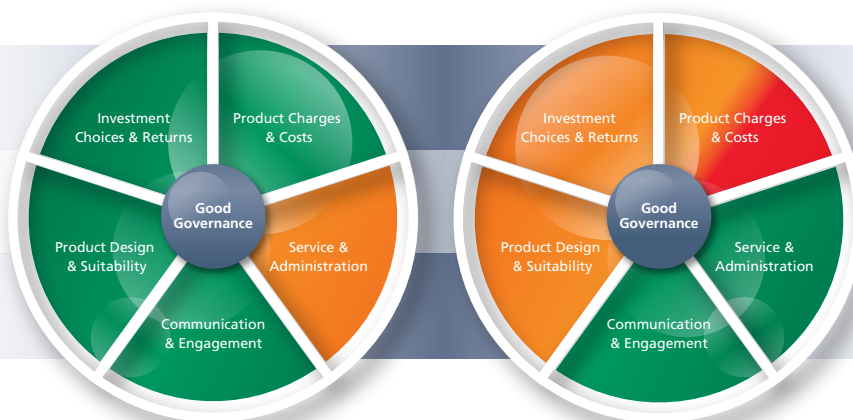 Investment
Choices & Returns
Product Charges
& Costs
Good
Governance
Product Design
& Suitability
Service &
Administration
Communication
& Engagement
Investment
Choices & Returns
Product Charges
& Costs
Good
Governance
Product Design
& Suitability
Service &
Administration
Communication
& Engagement